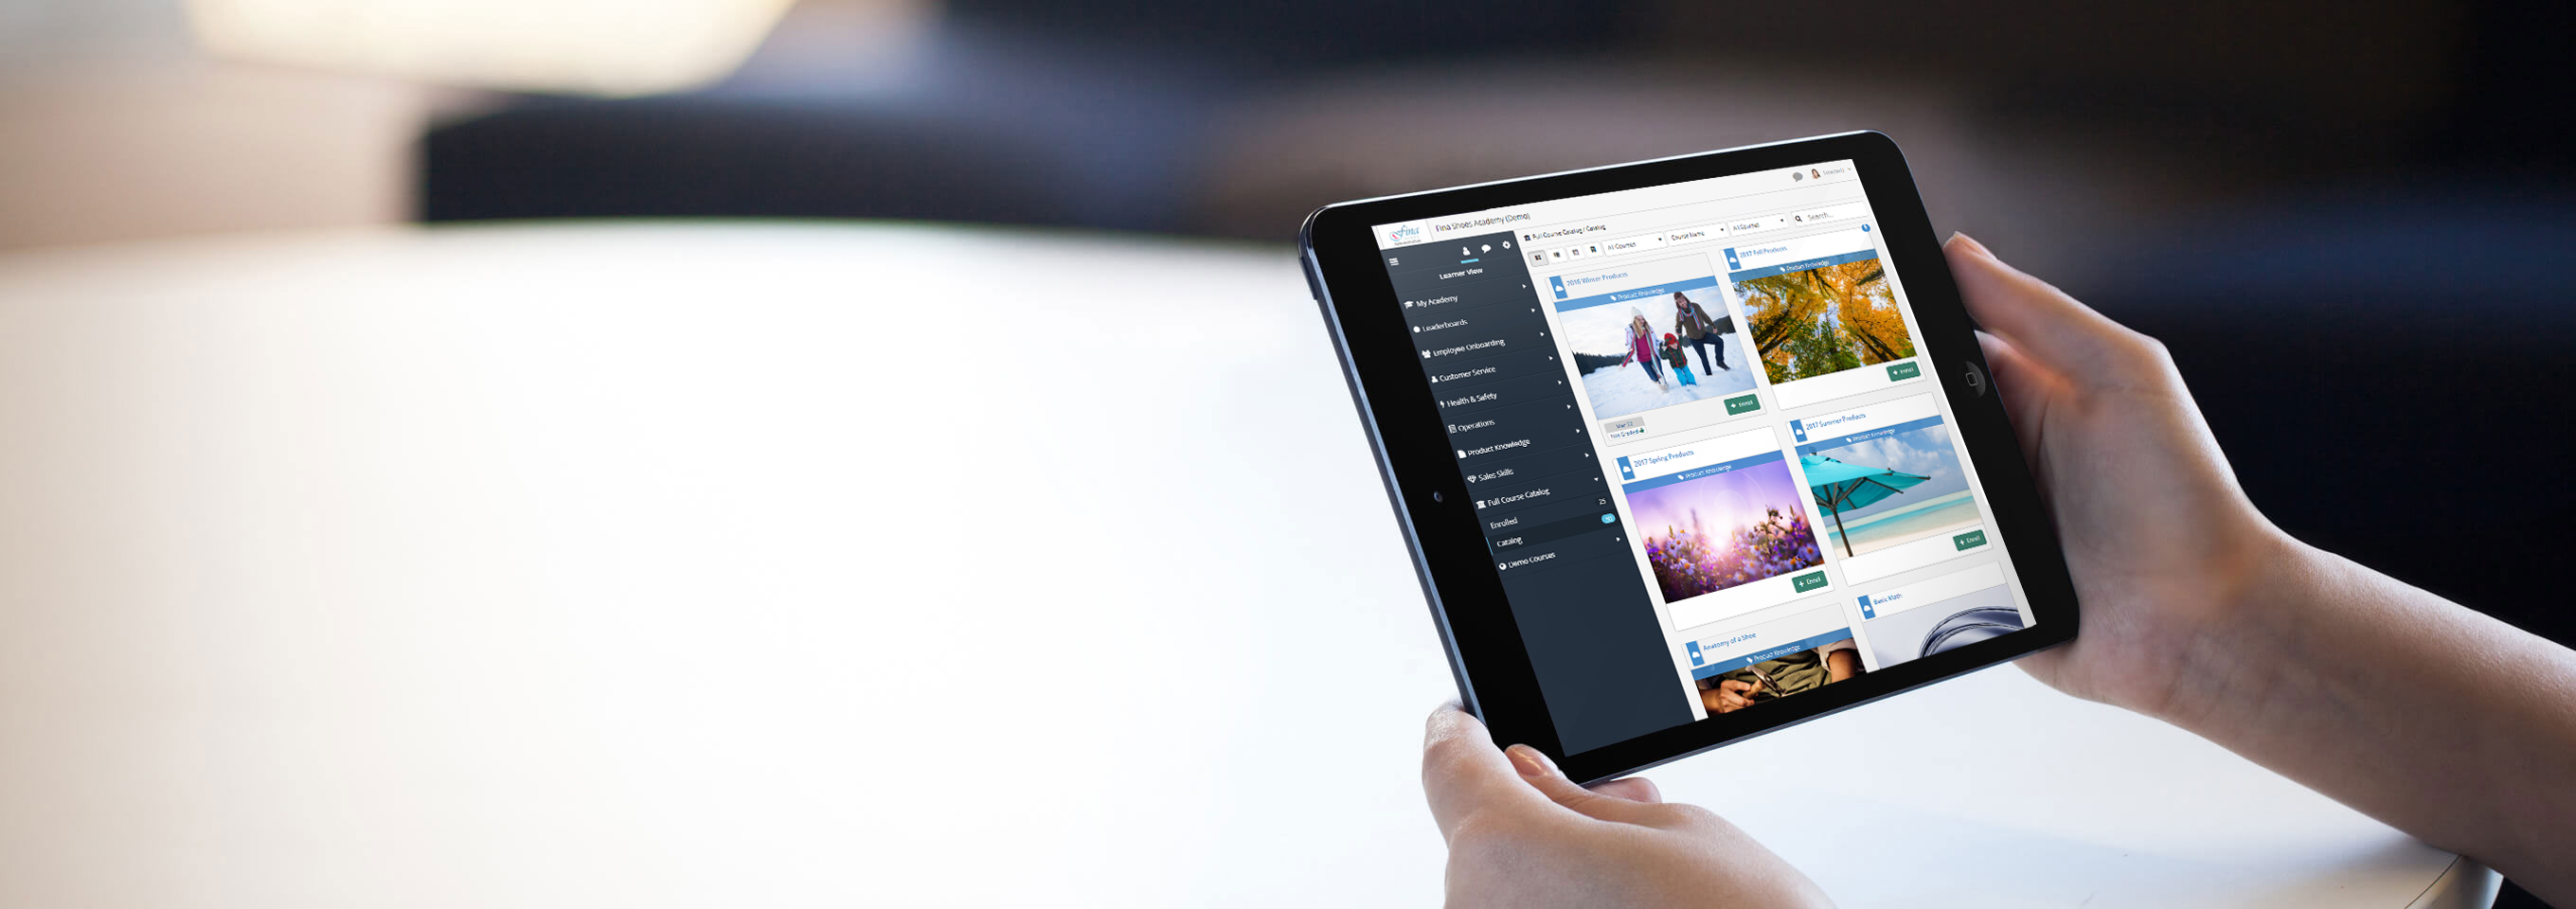 fina
Fina Shoes Academy (Demo)
Learner View
My Academy
Leaderboards
Employee Onboarding
Customer Service
Health & Safety
Operations
Product Knowledge
Sales Skills
Full Course Catalog
Enrolled
25
Catalog
Demo Courses
Full Course Catalog / Catalog
All Courses
Course Name
All Courses
Search...
2016 Winter Products
Product Knowledge
Enroll
Not Graded
2017 Fall Products
Product Knowledge
Enroll
2017 Spring Products
Product Knowledge
Enroll
2017 Summer Products
Product Knowledge
Enroll
Anatomy of a Shoe
Product Knowledge
Basic Math